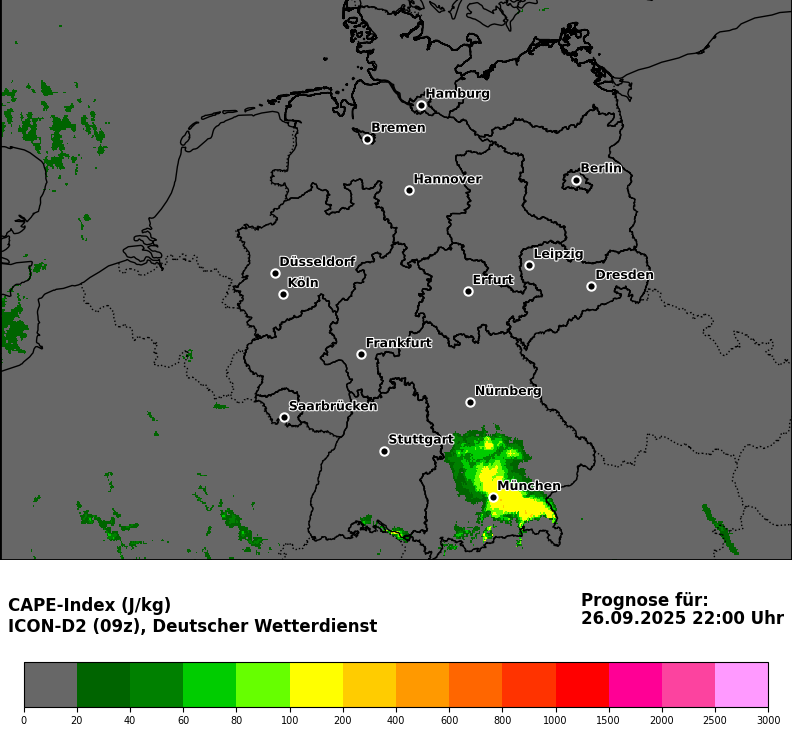 Hamburg
Bremen
Berlin
Hannover
Leipzig
Düsseldorf
Dresden
Köln
Erfurt
Frankfurt
Nürnberg
Saarbrücken
Stuttgart
München
CAPE-Index (J/kg)
ICON-D2 (09z), Deutscher Wetterdienst
Prognose für:
26.09.2025 22:00 Uhr
0 20 40 60 80 100 200 400 600 800 1000 1500 2000 2500 3000